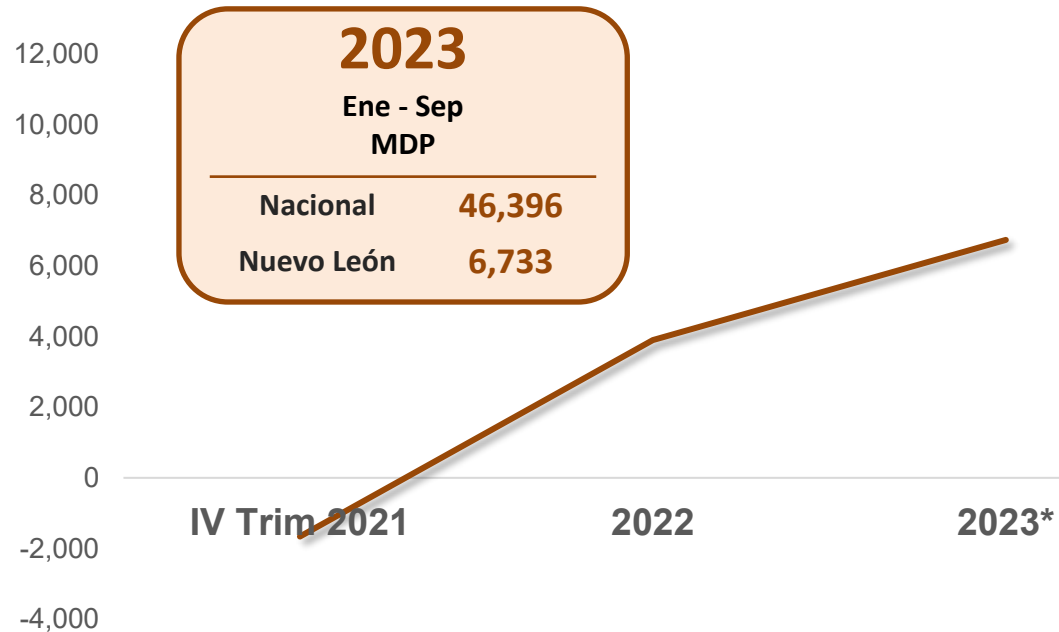 2023
Ene - Sep
MDP
Nacional 46,396
Nuevo León 6,733
12,000
10,000
8,000
6,000
4,000
2,000
0
-2,000
-4,000
IV Trim 2021 2022 2023*